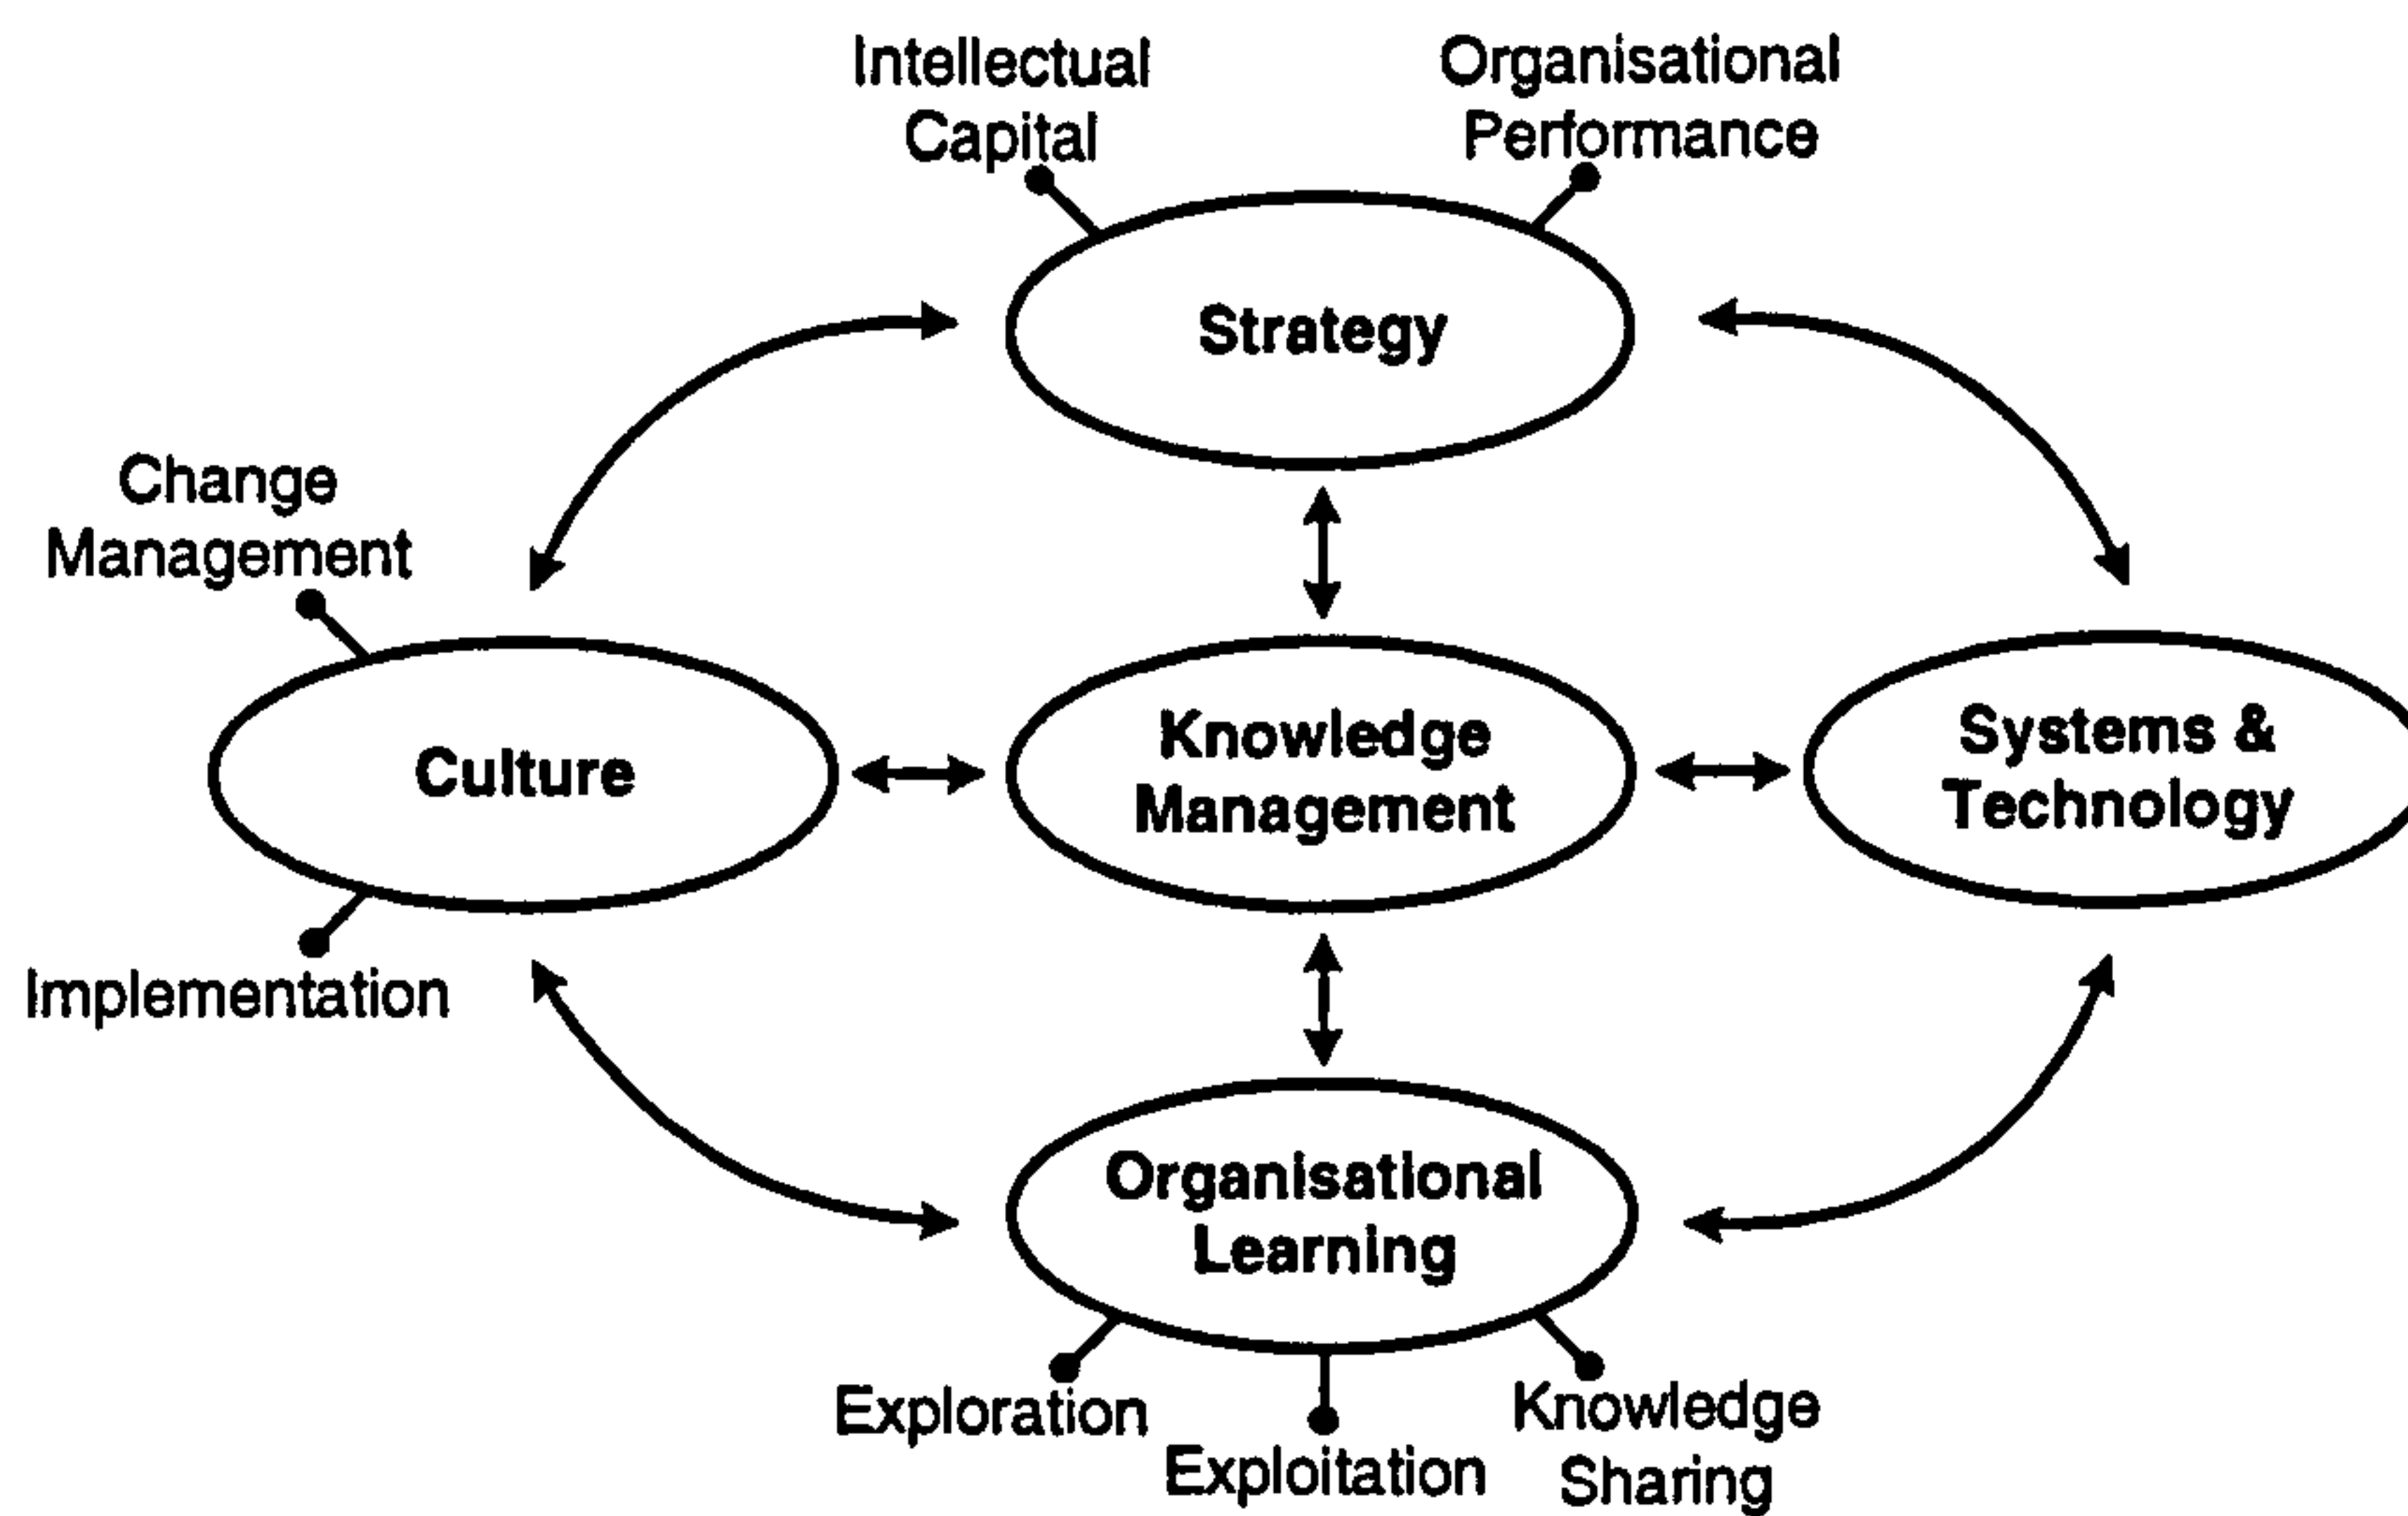 Intellectual
Capital
Organisational
Performance
Strategy
Change
Management
Culture
Knowledge
Management
Systems &
Technology
Implementation
Organisational
Learning
Exploration
Exploitation
Knowledge
Sharing